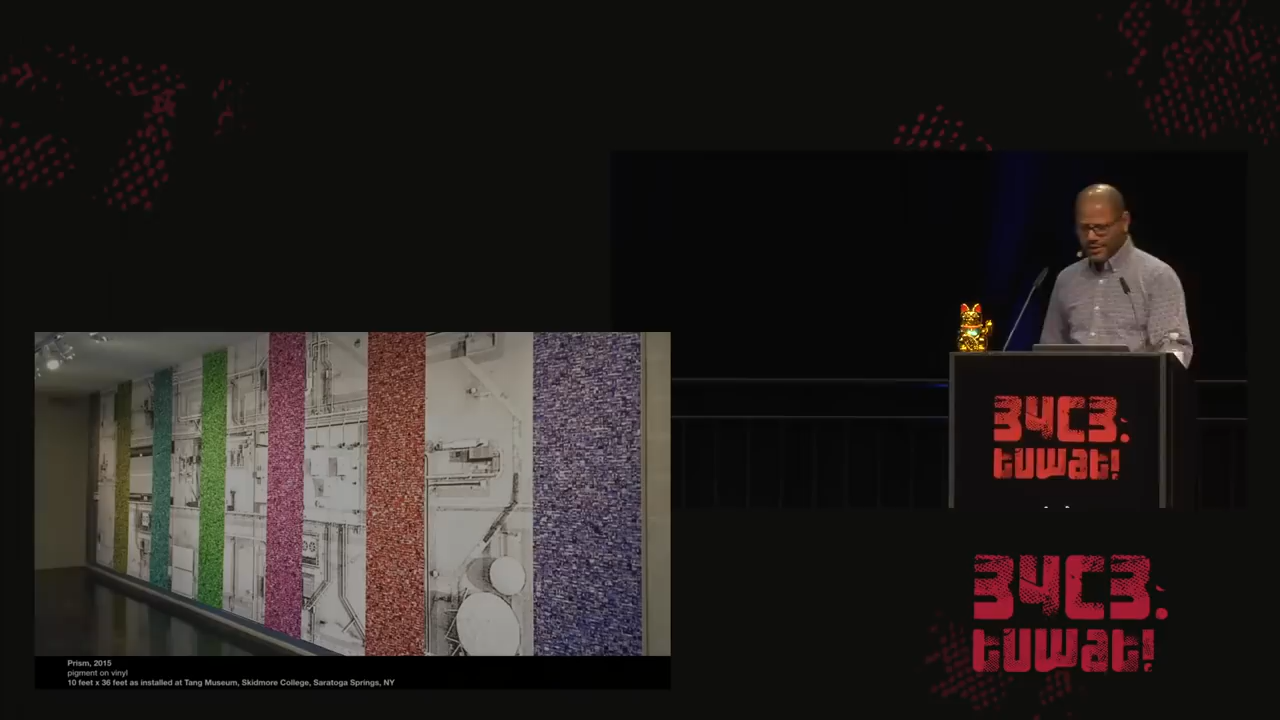 Prism, 2015
pigment on vinyl
10 feet x 36 feet as installed at Tang Museum, Skidmore College, Saratoga Springs, NY
34C3:
tuwat!
34C3:
tuwat!